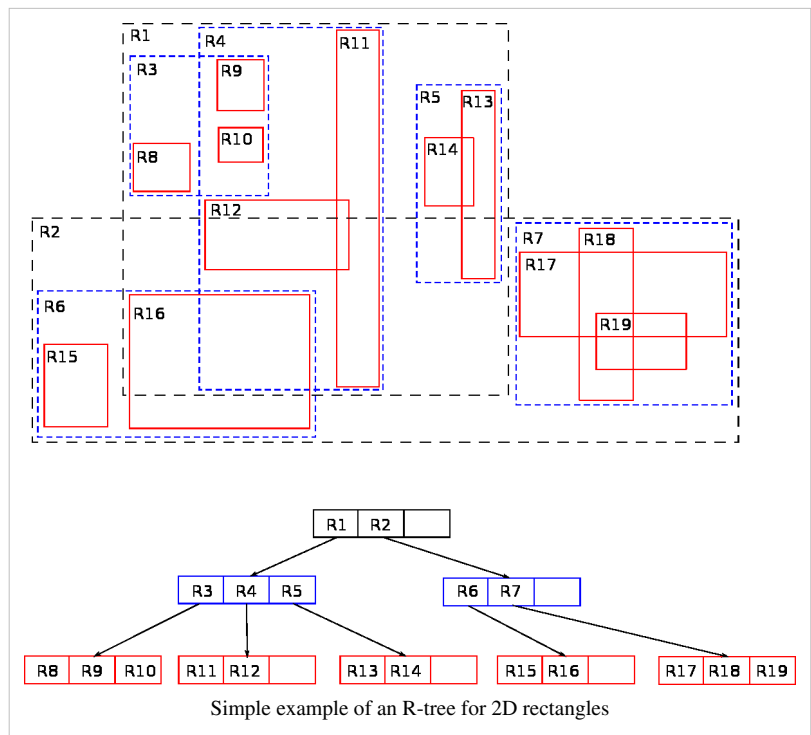 R1
R4
R11
R3
R9
R5
R13
R10
R14
R8
R12
R2
R7
R18
R17
R6
R16
R19
R15
R1 R2
R3 R4 R5
R6 R7
R8 R9 R10
R11 R12
R13 R14
R15 R16
R17 R18 R19
Simple example of an R-tree for 2D rectangles